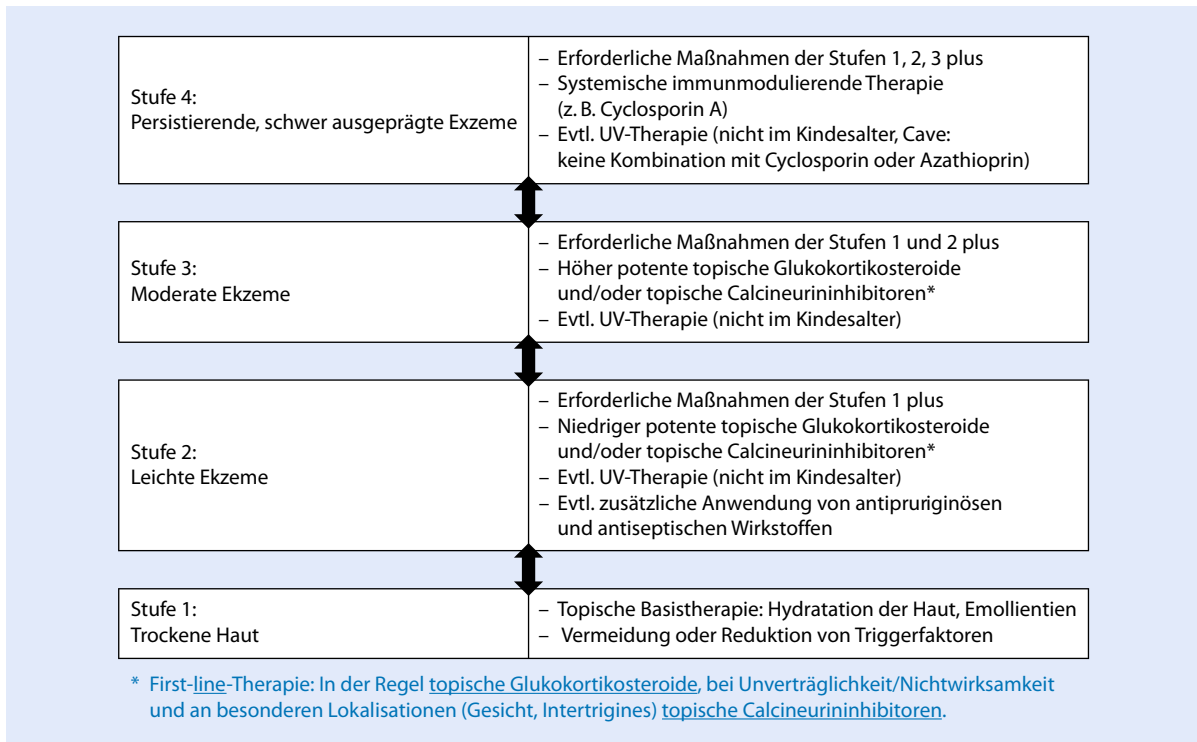 Stufe 4:
Persistierende, schwer ausgeprägte Exzeme
– Erforderliche Maßnahmen der Stufen 1, 2, 3 plus
– Systemische immunmodulierende Therapie
(z. B. Cyclosporin A)
– Evtl. UV-Therapie (nicht im Kindesalter, Cave:
keine Kombination mit Cyclosporin oder Azathioprin)
Stufe 3:
Moderate Ekzeme
– Erforderliche Maßnahmen der Stufen 1 und 2 plus
– Höher potente topische Glukokortikosteroide
und/oder topische Calcineurininhibitoren*
– Evtl. UV-Therapie (nicht im Kindesalter)
Stufe 2:
Leichte Ekzeme
– Erforderliche Maßnahmen der Stufen 1 plus
– Niedriger potente topische Glukokortikosteroide
und/oder topische Calcineurininhibitoren*
– Evtl. UV-Therapie (nicht im Kindesalter)
– Evtl. zusätzliche Anwendung von antipruriginösen
und antiseptischen Wirkstoffen
Stufe 1:
Trockene Haut
– Topische Basistherapie: Hydratation der Haut, Emollientien
– Vermeidung oder Reduktion von Triggerfaktoren
* First-line-Therapie: In der Regel topische Glukokortikosteroide, bei Unverträglichkeit/Nichtwirksamkeit
und an besonderen Lokalisationen (Gesicht, Intertrigines) topische Calcineurininhibitoren.